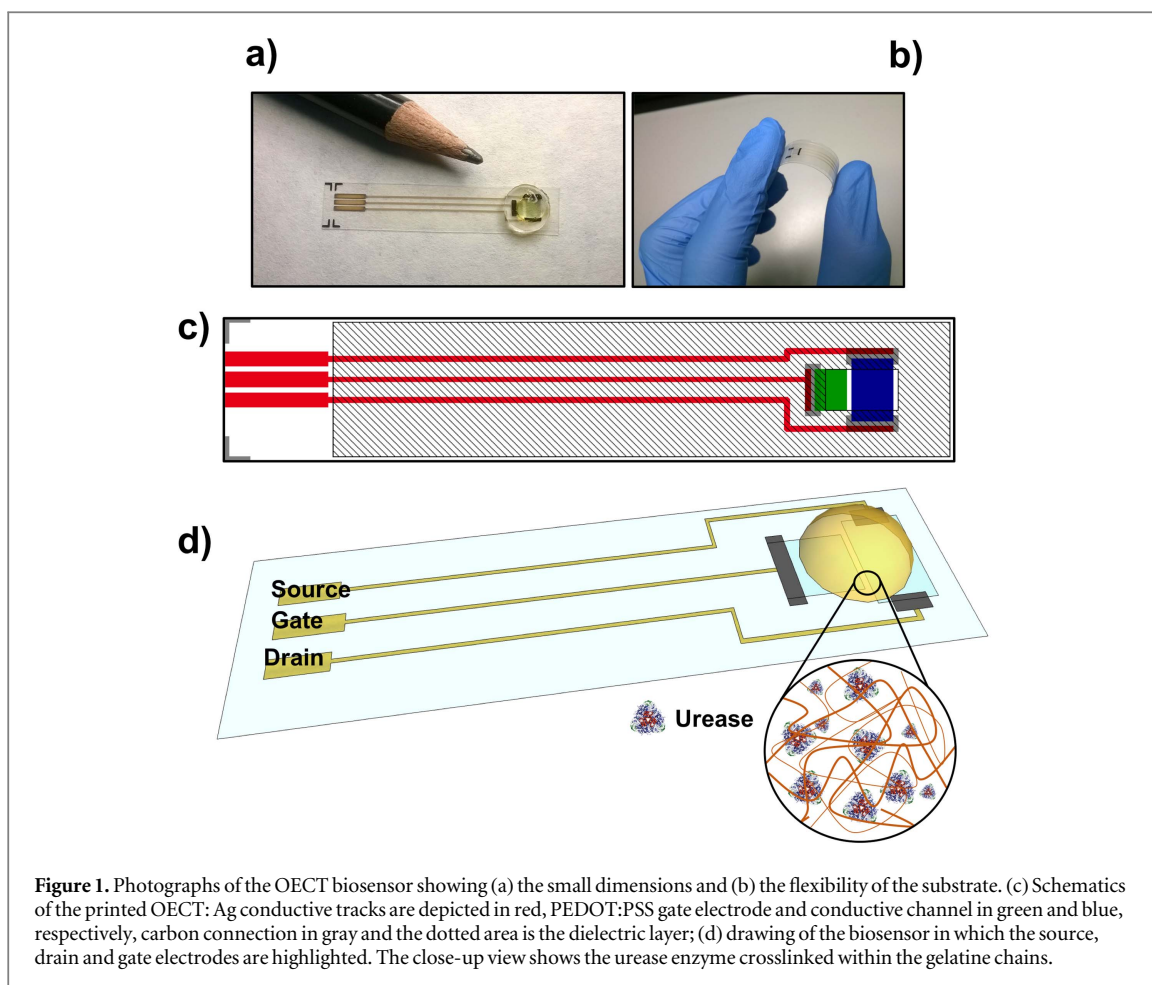 a)
b)
c)
d)
Source
Gate
Drain
Urease
Figure 1. Photographs of the OECT biosensor showing (a) the small dimensions and (b) the flexibility of the substrate. (c) Schematics
of the printed OECT: Ag conductive tracks are depicted in red, PEDOT:PSS gate electrode and conductive channel in green and blue,
respectively, carbon connection in gray and the dotted area is the dielectric layer; (d) drawing of the biosensor in which the source,
drain and gate electrodes are highlighted. The close-up view shows the urease enzyme crosslinked within the gelatine chains.